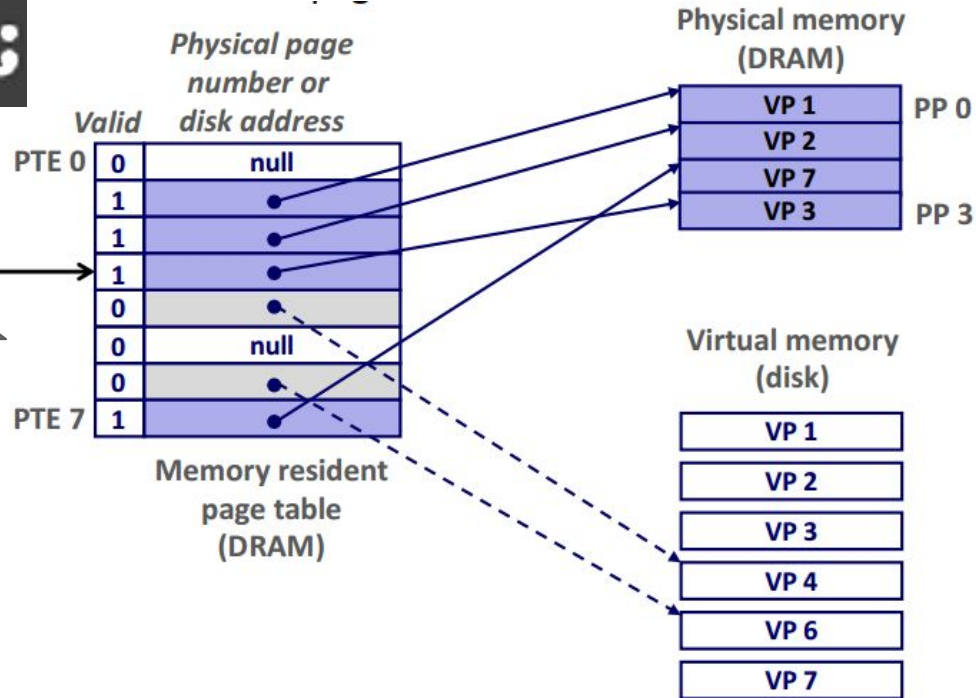 Physical page
number or
disk address
Valid
PTE 0
0
null
1
1
1
0
0
null
0
PTE 7
1
Memory resident
page table
(DRAM)
Physical memory
(DRAM)
VP 1
PP 0
VP 2
VP 7
VP 3
PP 3
Virtual memory
(disk)
VP 1
VP 2
VP 3
VP 4
VP 6
VP 7